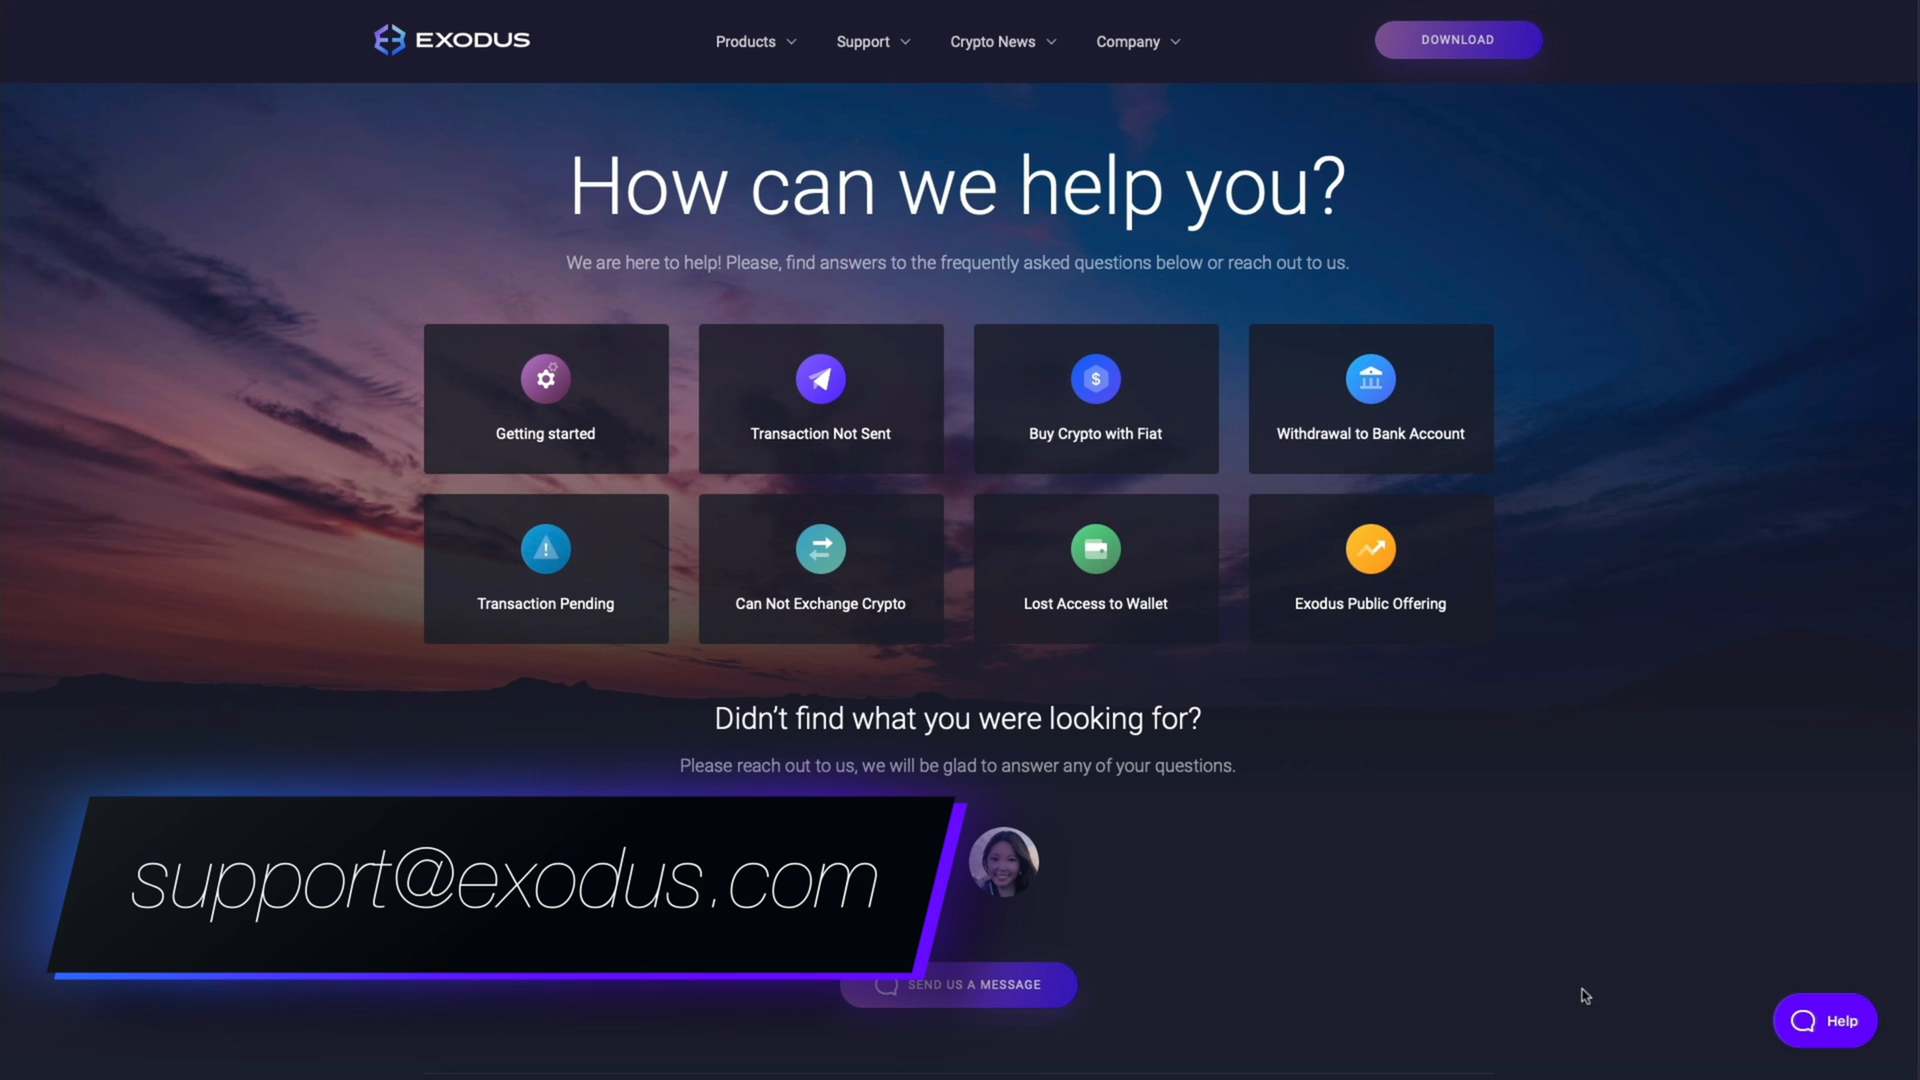 EXODUS
Products
Support
Crypto News
Company
DOWNLOAD
How can we help you?
We are here to help! Please, find answers to the frequently asked questions below or reach out to us.
Getting started
Transaction Not Sent
Buy Crypto with Fiat
Withdrawal to Bank Account
Transaction Pending
Can Not Exchange Crypto
Lost Access to Wallet
Exodus Public Offering
Didn't find what you were looking for?
Please reach out to us, we will be glad to answer any of your questions.
support@exodus.com
SEND US A MESSAGE
Help